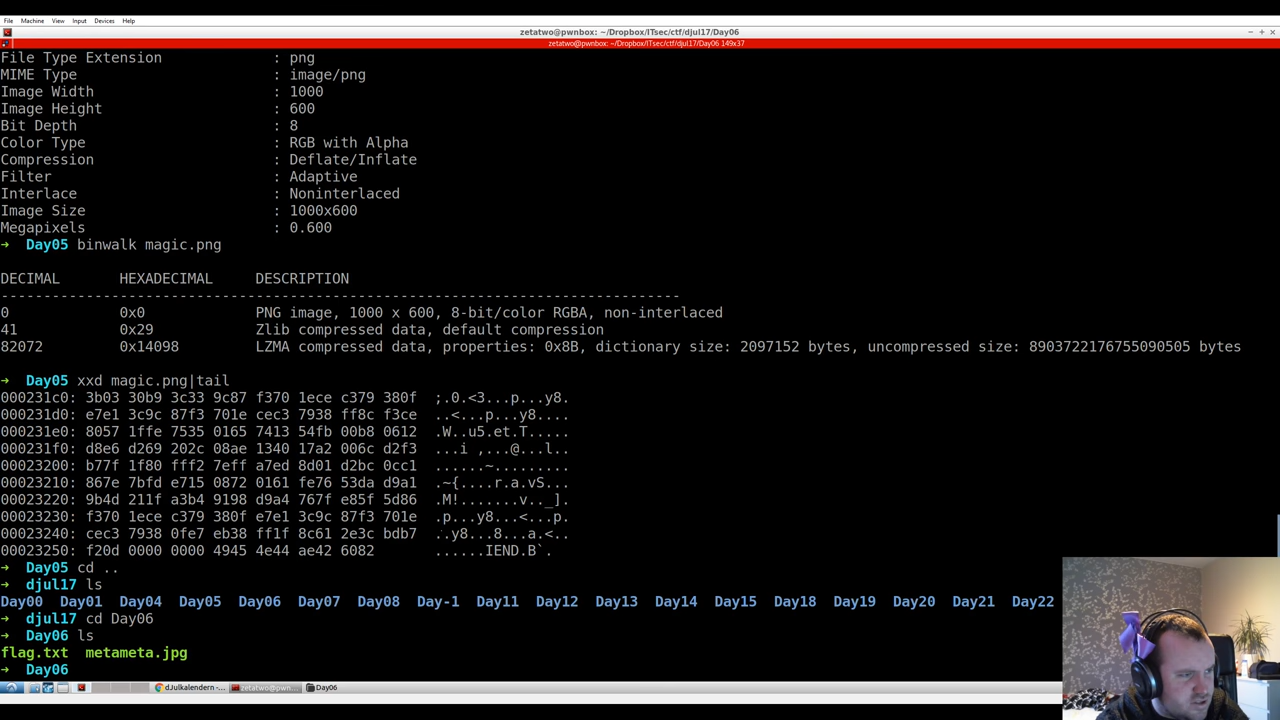 File Machine View Input Devices Help
zetatwo@pwnbox: ~/Dropbox/ITsec/ctf/djul17/Day06
zetatwo@pwnbox: ~/Dropbox/ITsec/ctf/djul17/Day06 149x37
File Type Extension : png
MIME Type : image/png
Image Width : 1000
Image Height : 600
Bit Depth : 8
Color Type : RGB with Alpha
Compression : Deflate/Inflate
Filter : Adaptive
Interlace : Noninterlaced
Image Size : 1000x600
Megapixels : 0.600
➜ Day05 binwalk magic.png
DECIMAL HEXADECIMAL DESCRIPTION
--------------------------------------------------------------------------------
0 0x0 PNG image, 1000 x 600, 8-bit/color RGBA, non-interlaced
41 0x29 Zlib compressed data, default compression
82072 0x14098 LZMA compressed data, properties: 0x8B, dictionary size: 2097152 bytes, uncompressed size: 8903722176755090505 bytes
➜ Day05 xxd magic.png|tail
000231c0: 3b03 30b9 3c33 9c87 f370 1ece c379 380f ;.0.<3...p...y8.
000231d0: e7e1 3c9c 87f3 701e cec3 7938 ff8c f3ce ..<...p...y8....
000231e0: 8057 1ffe 7535 0165 7413 54fb 00b8 0612 .W..u5.et.T.....
000231f0: d8e6 d269 202c 08ae 1340 17a2 006c d2f3 ...i ,...@...l..
00023200: b77f 1f80 fff2 7eff a7ed 8d01 d2bc 0cc1 ......~.........
00023210: 867e 7bfd e715 0872 0161 fe76 53da d9a1 .~{....r.a.vS...
00023220: 9b4d 211f a3b4 9198 d9a4 767f e85f 5d86 .M!.......v.._].
00023230: f370 1ece c379 380f e7e1 3c9c 87f3 701e .p...y8...<...p.
00023240: cec3 7938 0fe7 eb38 ff1f 8c61 2e3c bdb7 ..y8...8...a.<..
00023250: f20d 0000 0000 4945 4e44 ae42 6082 ......IEND.B`.
➜ Day05 cd ..
➜ djul17 ls
Day00 Day01 Day04 Day05 Day06 Day07 Day08 Day-1 Day11 Day12 Day13 Day14 Day15 Day18 Day19 Day20 Day21 Day22
➜ djul17 cd Day06
➜ Day06 ls
flag.txt metameta.jpg
➜ Day06
dJulkalendern -... zetatwo@pwn... Day06